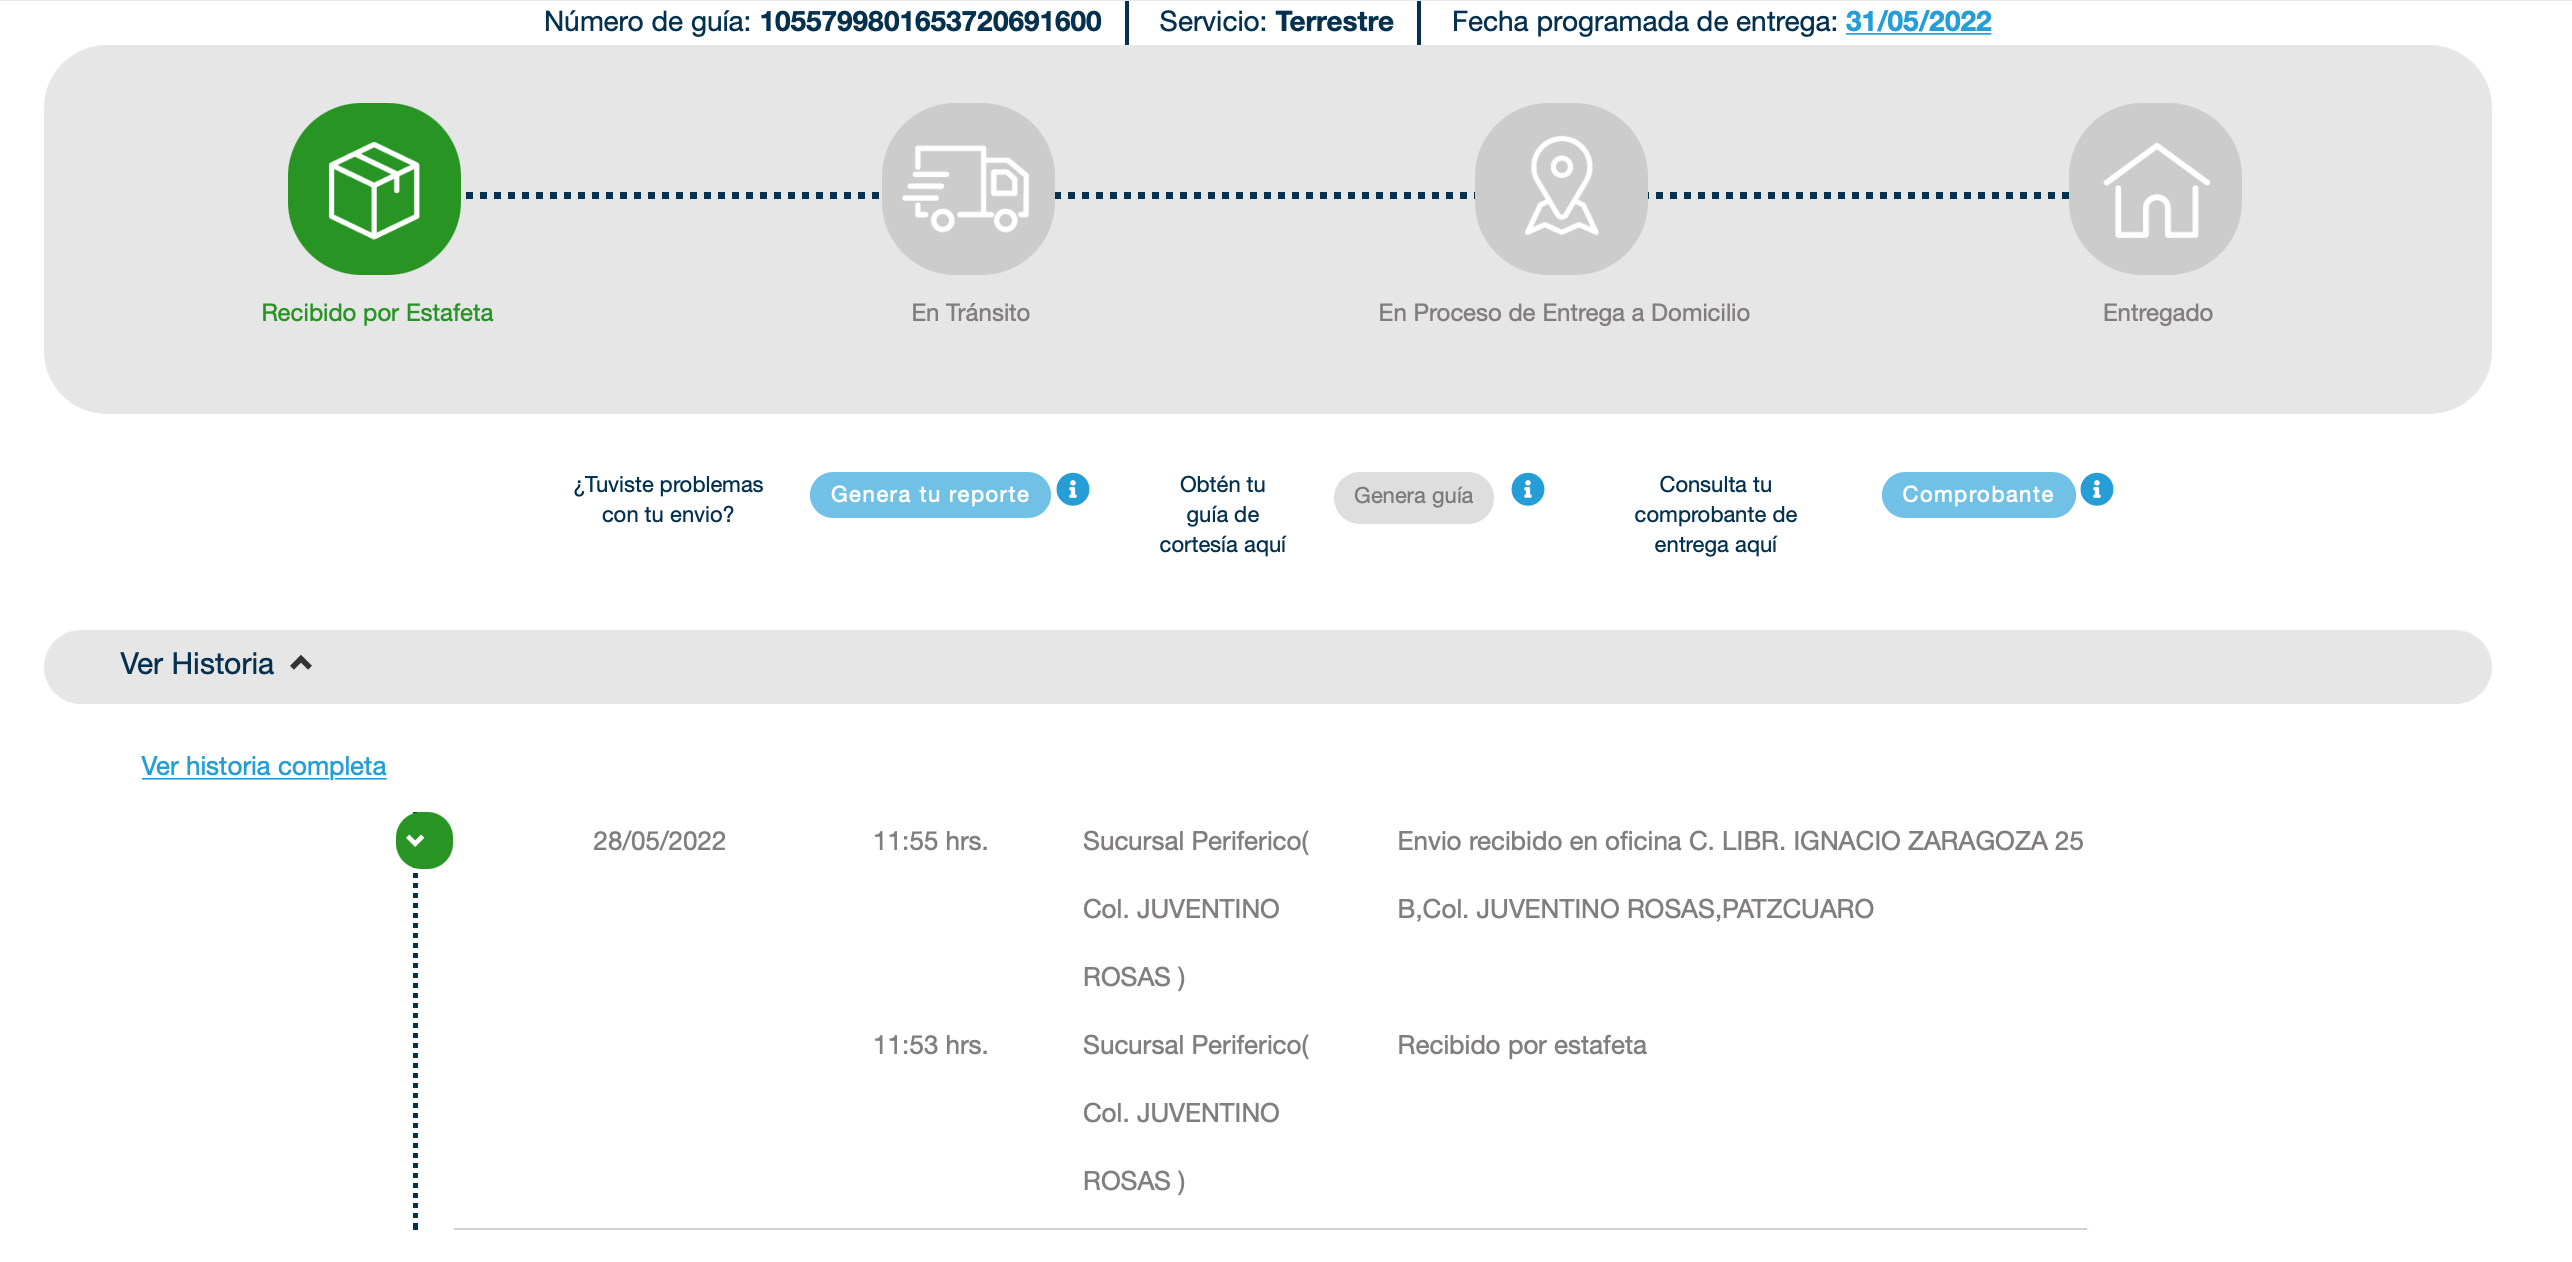 Número de guía: 1055799801653720691600 Servicio: Terrestre Fecha programada de entrega: 31/05/2022
Recibido por Estafeta En Tránsito En Proceso de Entrega a Domicilio Entregado
¿Tuviste problemas
con tu envio?
Genera tu reporte
Obtén tu
guía de
cortesía aquí
Genera guía
Consulta tu
comprobante de
entrega aquí
Comprobante
Ver Historia
Ver historia completa
28/05/2022 11:55 hrs. Sucursal Periferico( Envio recibido en oficina C. LIBR. IGNACIO ZARAGOZA 25
Col. JUVENTINO B,Col. JUVENTINO ROSAS,PATZCUARO
ROSAS )
11:53 hrs. Sucursal Periferico( Recibido por estafeta
Col. JUVENTINO
ROSAS )